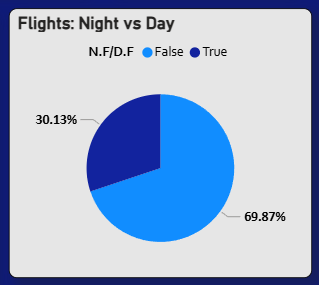 Flights: Night vs Day
N.F/D.F False True
30.13%
69.87%